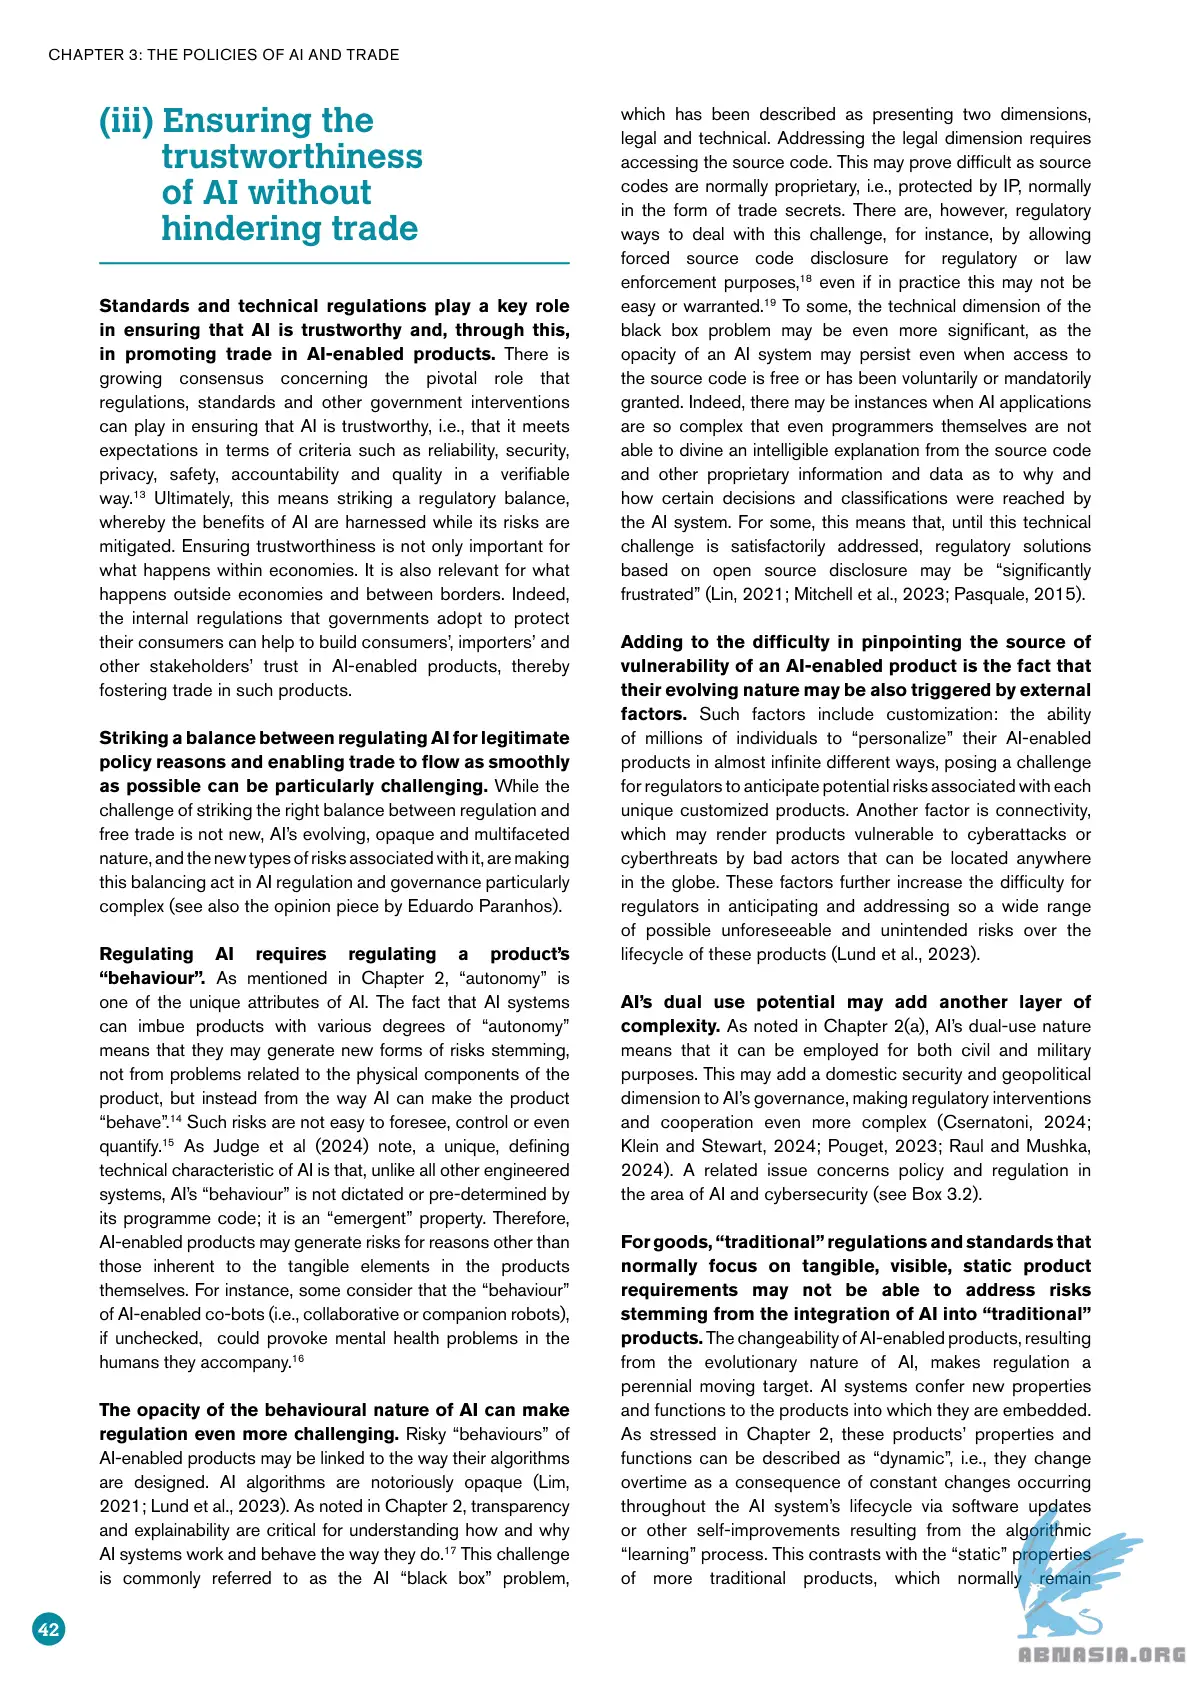 CHAPTER 3: THE POLICIES OF AI AND TRADE
(iii) Ensuring the
trustworthiness
of AI without
hindering trade
Standards and technical regulations play a key role
in ensuring that AI is trustworthy and, through this,
in promoting trade in AI-enabled products. There is
growing consensus concerning the pivotal role that
regulations, standards and other government interventions
can play in ensuring that AI is trustworthy, i.e., that it meets
expectations in terms of criteria such as reliability, security,
privacy, safety, accountability and quality in a verifiable
way.13 Ultimately, this means striking a regulatory balance,
whereby the benefits of AI are harnessed while its risks are
mitigated. Ensuring trustworthiness is not only important for
what happens within economies. It is also relevant for what
happens outside economies and between borders. Indeed,
the internal regulations that governments adopt to protect
their consumers can help to build consumers’, importers’ and
other stakeholders’ trust in AI-enabled products, thereby
fostering trade in such products.
Striking a balance between regulating AI for legitimate
policy reasons and enabling trade to flow as smoothly
as possible can be particularly challenging. While the
challenge of striking the right balance between regulation and
free trade is not new, AI’s evolving, opaque and multifaceted
nature, and the new types of risks associated with it, are making
this balancing act in AI regulation and governance particularly
complex (see also the opinion piece by Eduardo Paranhos).
Regulating AI requires regulating a product’s
“behaviour”. As mentioned in Chapter 2, “autonomy” is
one of the unique attributes of AI. The fact that AI systems
can imbue products with various degrees of “autonomy”
means that they may generate new forms of risks stemming,
not from problems related to the physical components of the
product, but instead from the way AI can make the product
“behave”.14 Such risks are not easy to foresee, control or even
quantify.15 As Judge et al (2024) note, a unique, defining
technical characteristic of AI is that, unlike all other engineered
systems, AI’s “behaviour” is not dictated or pre-determined by
its programme code; it is an “emergent” property. Therefore,
AI-enabled products may generate risks for reasons other than
those inherent to the tangible elements in the products
themselves. For instance, some consider that the “behaviour”
of AI-enabled co-bots (i.e., collaborative or companion robots),
if unchecked, could provoke mental health problems in the
humans they accompany.16
The opacity of the behavioural nature of AI can make
regulation even more challenging. Risky “behaviours” of
AI-enabled products may be linked to the way their algorithms
are designed. AI algorithms are notoriously opaque (Lim,
2021; Lund et al., 2023). As noted in Chapter 2, transparency
and explainability are critical for understanding how and why
AI systems work and behave the way they do.17 This challenge
is commonly referred to as the AI “black box” problem,
which has been described as presenting two dimensions,
legal and technical. Addressing the legal dimension requires
accessing the source code. This may prove difficult as source
codes are normally proprietary, i.e., protected by IP, normally
in the form of trade secrets. There are, however, regulatory
ways to deal with this challenge, for instance, by allowing
forced source code disclosure for regulatory or law
enforcement purposes,18 even if in practice this may not be
easy or warranted.19 To some, the technical dimension of the
black box problem may be even more significant, as the
opacity of an AI system may persist even when access to
the source code is free or has been voluntarily or mandatorily
granted. Indeed, there may be instances when AI applications
are so complex that even programmers themselves are not
able to divine an intelligible explanation from the source code
and other proprietary information and data as to why and
how certain decisions and classifications were reached by
the AI system. For some, this means that, until this technical
challenge is satisfactorily addressed, regulatory solutions
based on open source disclosure may be “significantly
frustrated” (Lin, 2021; Mitchell et al., 2023; Pasquale, 2015).
Adding to the difficulty in pinpointing the source of
vulnerability of an AI-enabled product is the fact that
their evolving nature may be also triggered by external
factors. Such factors include customization: the ability
of millions of individuals to “personalize” their AI-enabled
products in almost infinite different ways, posing a challenge
for regulators to anticipate potential risks associated with each
unique customized products. Another factor is connectivity,
which may render products vulnerable to cyberattacks or
cyberthreats by bad actors that can be located anywhere
in the globe. These factors further increase the difficulty for
regulators in anticipating and addressing so a wide range
of possible unforeseeable and unintended risks over the
lifecycle of these products (Lund et al., 2023).
AI’s dual use potential may add another layer of
complexity. As noted in Chapter 2(a), AI’s dual-use nature
means that it can be employed for both civil and military
purposes. This may add a domestic security and geopolitical
dimension to AI’s governance, making regulatory interventions
and cooperation even more complex (Csernatoni, 2024;
Klein and Stewart, 2024; Pouget, 2023; Raul and Mushka,
2024). A related issue concerns policy and regulation in
the area of AI and cybersecurity (see Box 3.2).
For goods, “traditional” regulations and standards that
normally focus on tangible, visible, static product
requirements may not be able to address risks
stemming from the integration of AI into “traditional”
products. The changeability of AI-enabled products, resulting
from the evolutionary nature of AI, makes regulation a
perennial moving target. AI systems confer new properties
and functions to the products into which they are embedded.
As stressed in Chapter 2, these products’ properties and
functions can be described as “dynamic”, i.e., they change
overtime as a consequence of constant changes occurring
throughout the AI system’s lifecycle via software updates
or other self-improvements resulting from the algorithmic
“learning” process. This contrasts with the “static” properties
of more traditional products, which normally remain
42
ABNASIA.ORG